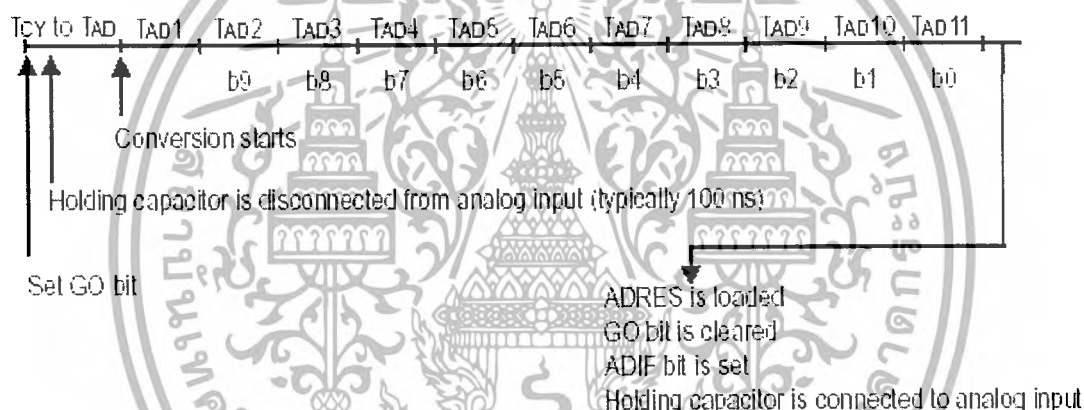 TCY to TAD TAD1 TAD2 TAD3 TAD4 TAD5 TAD6 TAD7 TAD8 TAD9 TAD10 TAD11
b9 b8 b7 b6 b5 b4 b3 b2 b1 b0
Conversion starts
Holding capacitor is disconnected from analog input (typically 100 ns)
Set GO bit
ADRES is loaded
GO bit is cleared
ADIF bit is set
Holding capacitor is connected to analog input